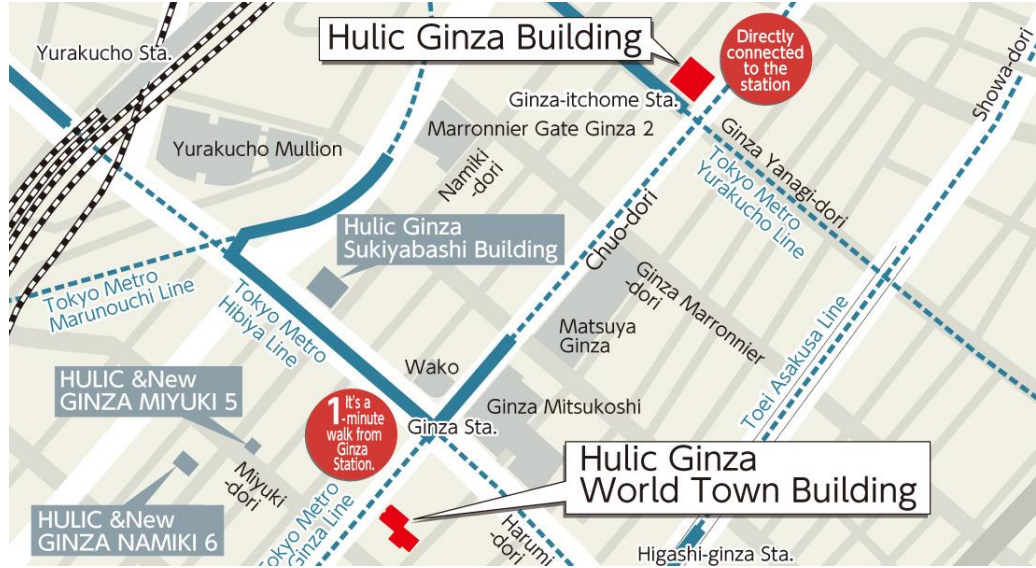 Yurakucho Sta.
Hulic Ginza Building
Directly
connected
to the
station
Showa-dori
Ginza-itchome Sta.
Marronnier Gate Ginza 2
Yurakucho Mullion
Namiki
-dori
Ginza Yanagi-dori
Tokyo Metro
Yurakucho Line
Hulic Ginza
Sukiyabashi Building
Chuo-dori
Ginza Marronnier
-dori
Tokyo Metro
Marunouchi Line
Tokyo Metro
Hibiya Line
Matsuya
Ginza
Toei Asakusa Line
Wako
HULIC &New
GINZA MIYUKI 5
Ginza Mitsukoshi
1 It's a
-minute
walk from
Ginza
Station.
Ginza Sta.
Hulic Ginza
World Town Building
Miyuki
-dori
HULIC &New
GINZA NAMIKI 6
Tokyo Metro
Ginza Line
Harumi
-dori
Higashi-ginza Sta.